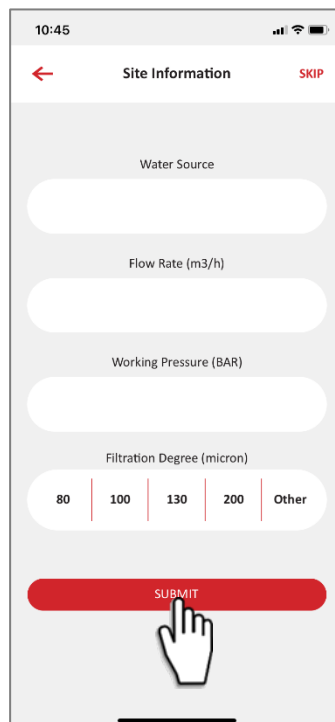 10:45
Site Information SKIP
Water Source
Flow Rate (m3/h)
Working Pressure (BAR)
Filtration Degree (micron)
80 100 130 200 Other
SUBMIT